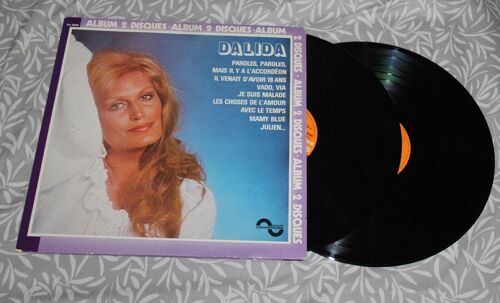 ALBUM 2 DISQUES·ALBUM 2 DISQUES·ALBUM
2 DISQUES·ALBUM 2 DISQUES·ALBUM 2 DISQUES
DALIDA
PAROLES, PAROLES,
MAIS IL Y A L'ACCORDÉON
IL VENAIT D'AVOIR 18 ANS
VADO, VIA
JE SUIS MALADE
LES CHOSES DE L'AMOUR
AVEC LE TEMPS
MAMY BLUE
JULIEN...